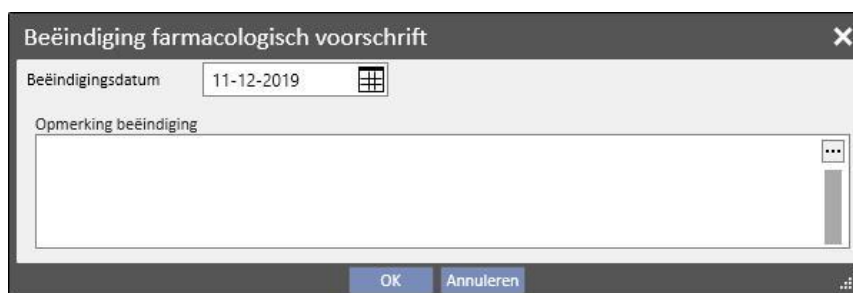 Beëindiging farmacologisch voorschrift
Beëindigingsdatum 11-12-2019
Opmerking beëindiging
OK Annuleren